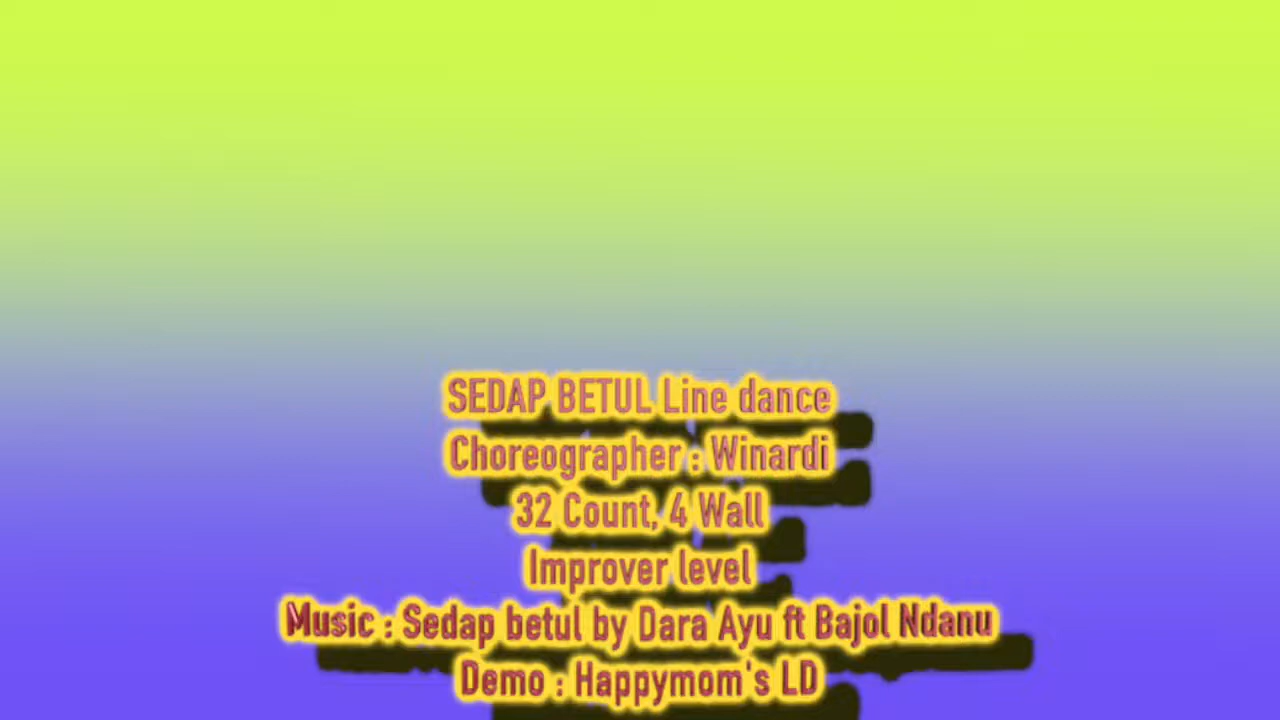 SEDAP BETUL Line dance
Choreographer : Winardi
32 Count, 4 Wall
Improver level
Music : Sedap betul by Dara Ayu ft Bajol Ndanu
Demo : Happymom's LD